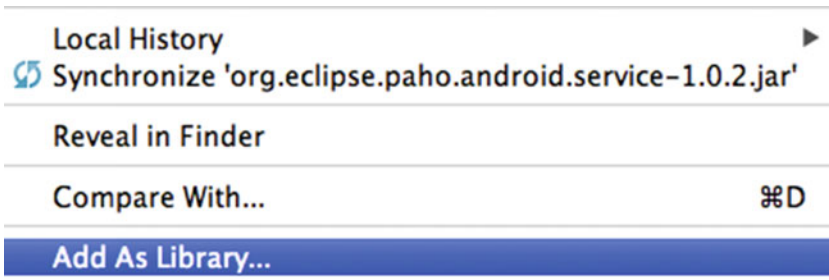 Local History
Synchronize 'org.eclipse.paho.android.service-1.0.2.jar'
Reveal in Finder
Compare With... ⌘D
Add As Library...